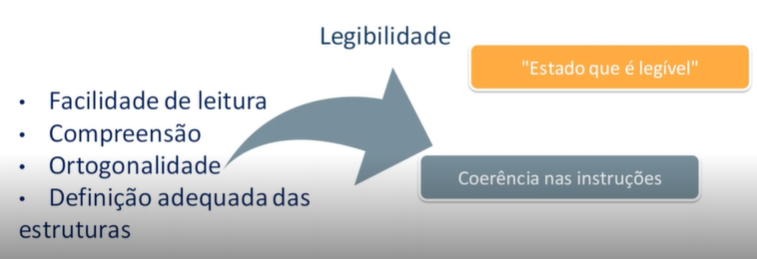 Legibilidade
"Estado que é legível"
• Facilidade de leitura
• Compreensão
• Ortogonalidade
• Definição adequada das
estruturas
Coerência nas instruções